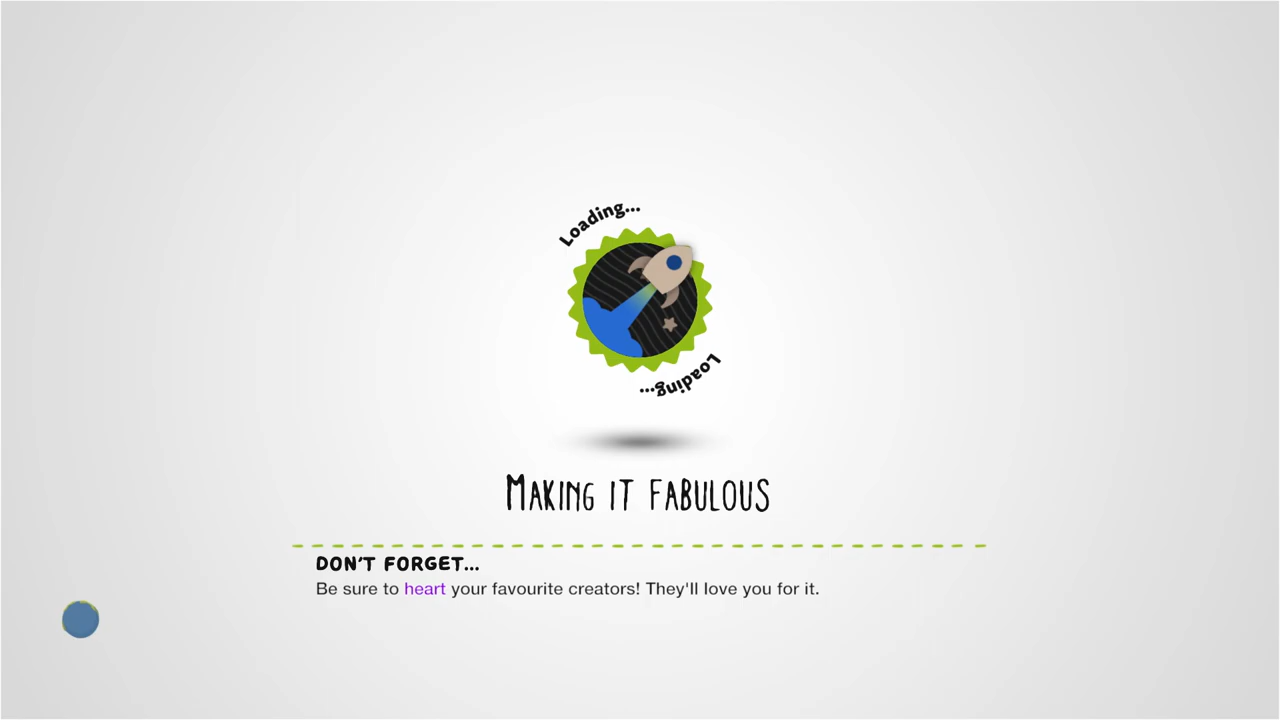 Loading...
Loading...
Making it fabulous
DON'T FORGET...
Be sure to heart your favourite creators! They'll love you for it.